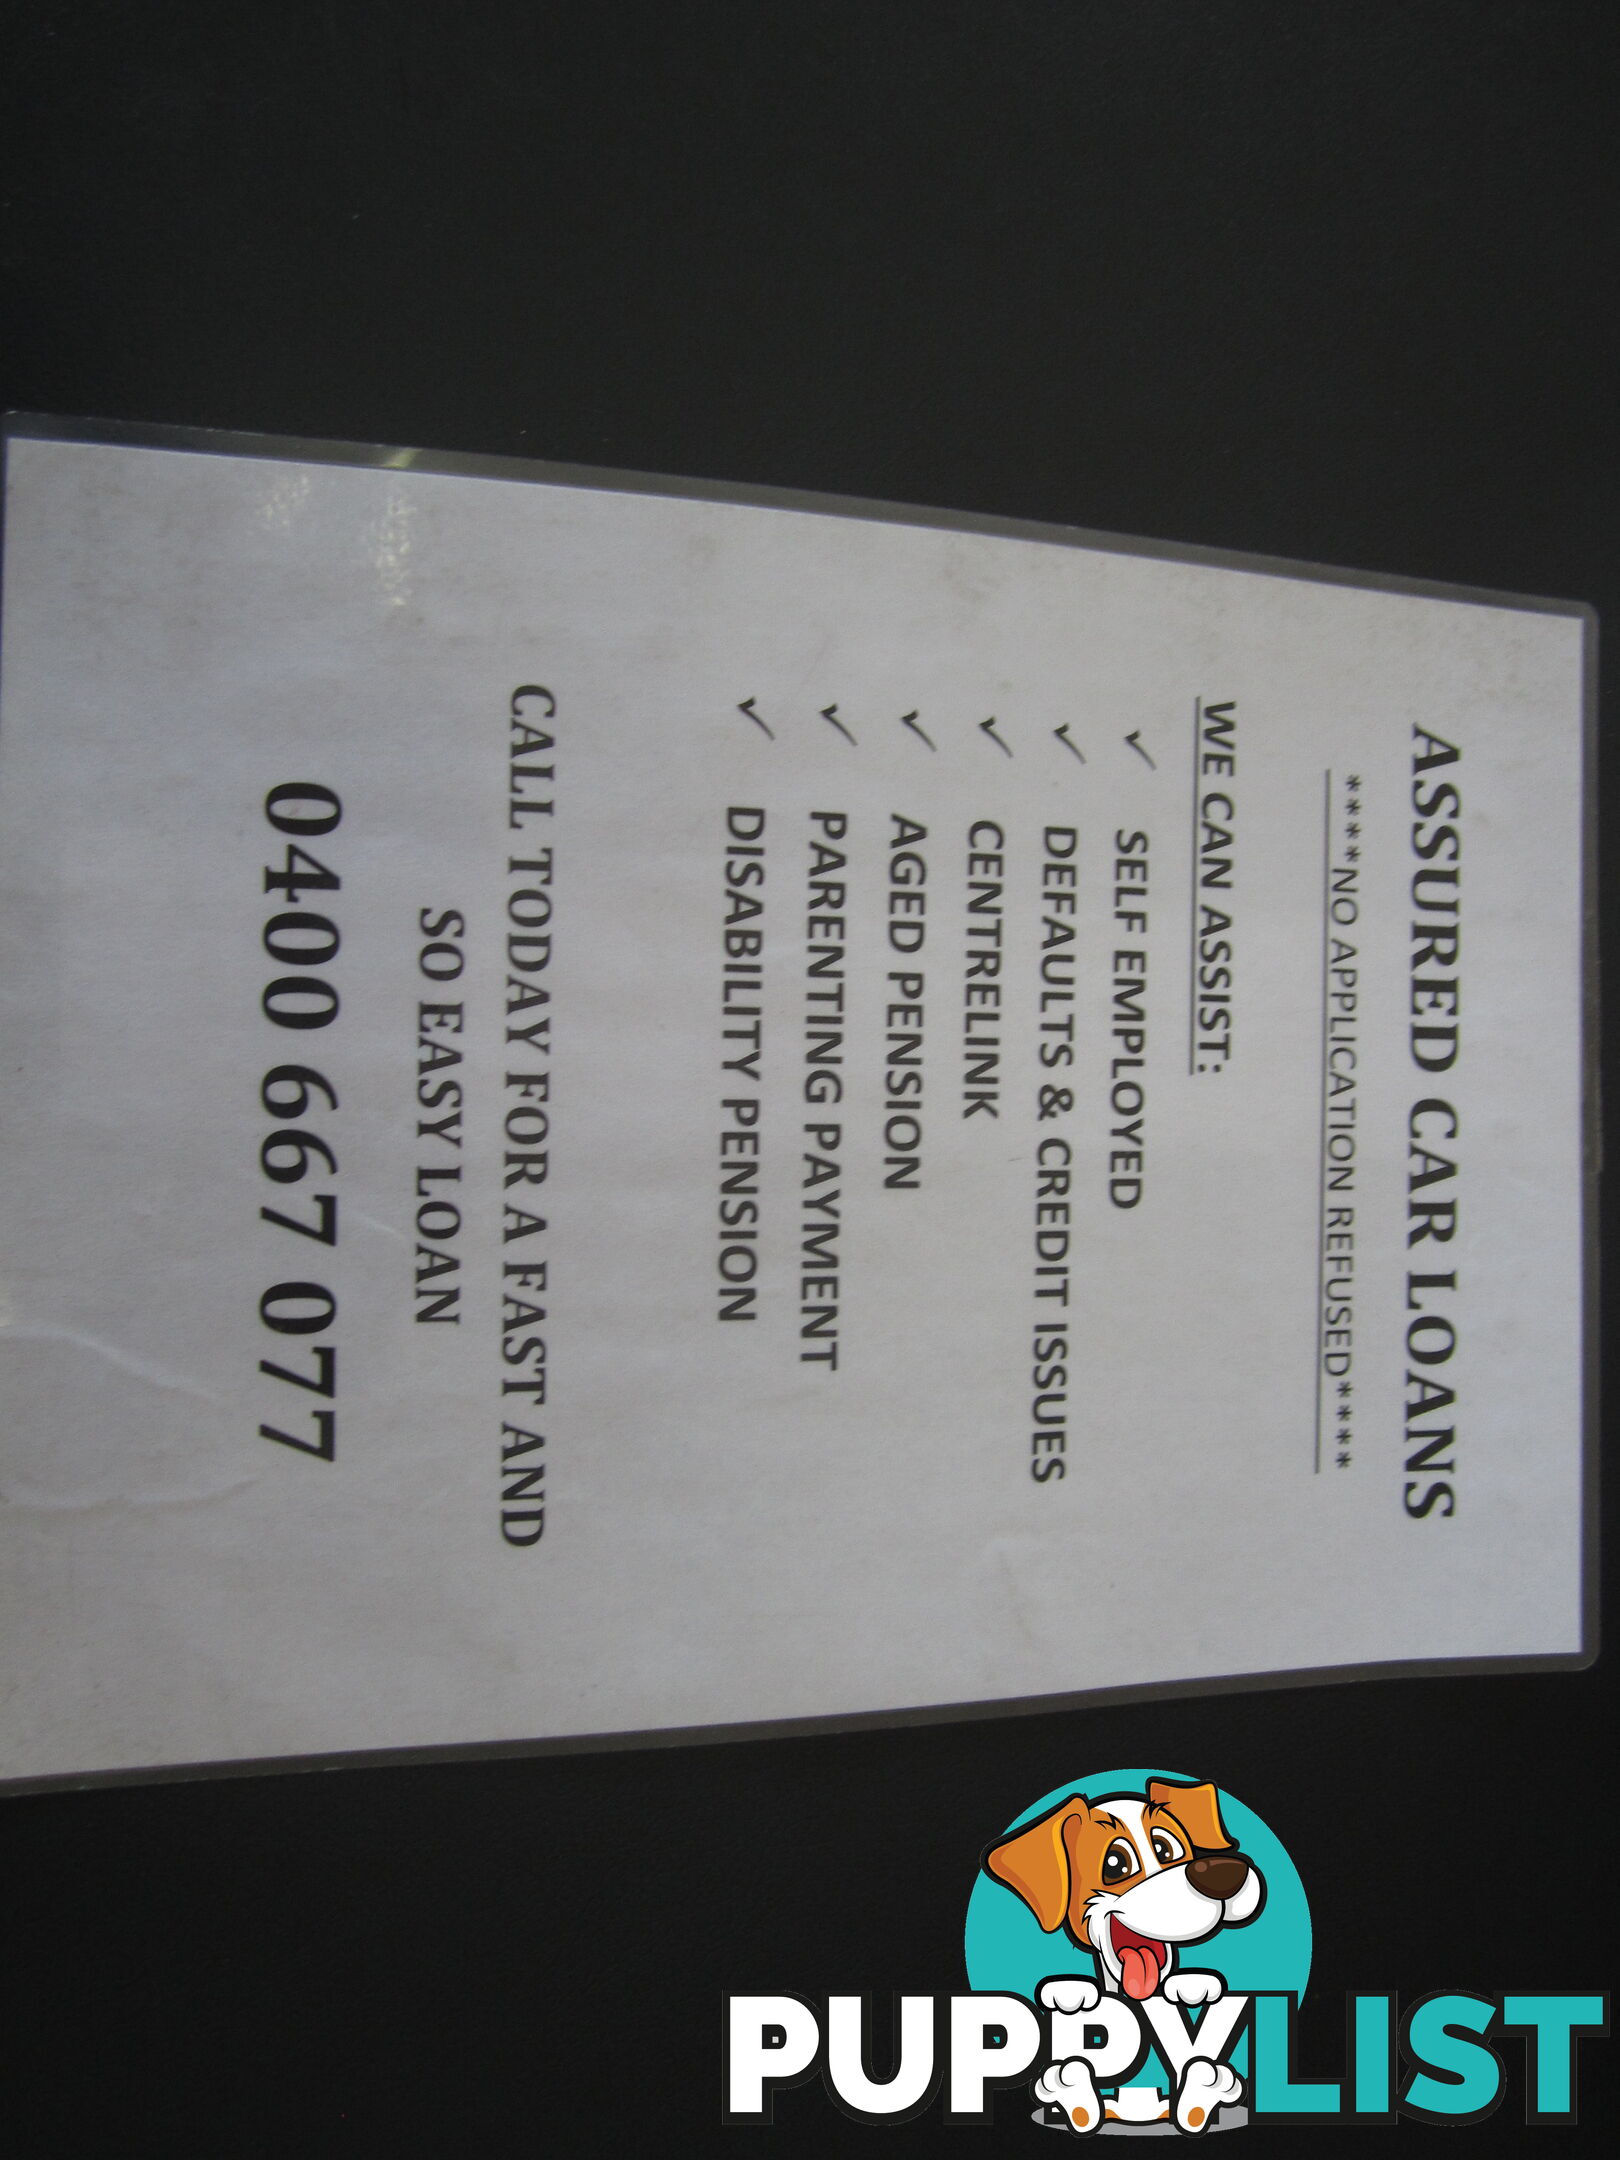 ASSURED CAR LOANS
****NO APPLICATION REFUSED****
WE CAN ASSIST:
✓ SELF EMPLOYED
✓ DEFAULTS & CREDIT ISSUES
✓ CENTRELINK
✓ AGED PENSION
✓ PARENTING PAYMENT
✓ DISABILITY PENSION
CALL TODAY FOR A FAST AND
SO EASY LOAN
0400 667 077
PUPPYLIST